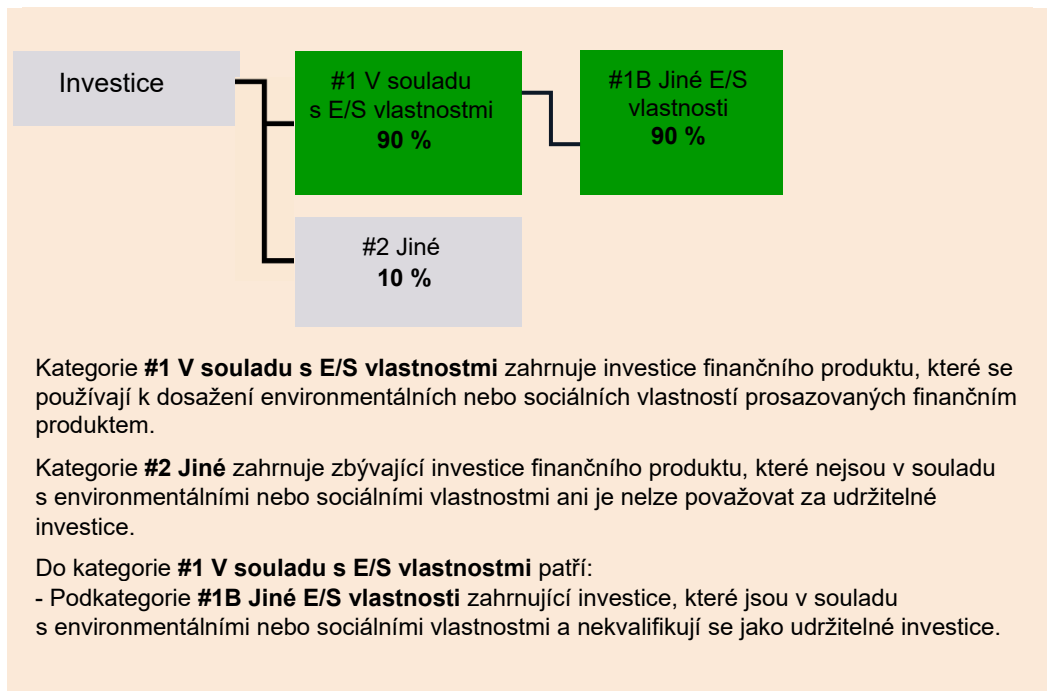 Investice
#1 V souladu
s E/S vlastnostmi
90 %
#1B Jiné E/S
vlastnosti
90 %
#2 Jiné
10 %
Kategorie #1 V souladu s E/S vlastnostmi zahrnuje investice finančního produktu, které se
používají k dosažení environmentálních nebo sociálních vlastností prosazovaných finančním
produktem.
Kategorie #2 Jiné zahrnuje zbývající investice finančního produktu, které nejsou v souladu
s environmentálními nebo sociálními vlastnostmi ani je nelze považovat za udržitelné
investice.
Do kategorie #1 V souladu s E/S vlastnostmi patří:
- Podkategorie #1B Jiné E/S vlastnosti zahrnující investice, které jsou v souladu
s environmentálními nebo sociálními vlastnostmi a nekvalifikují se jako udržitelné investice.